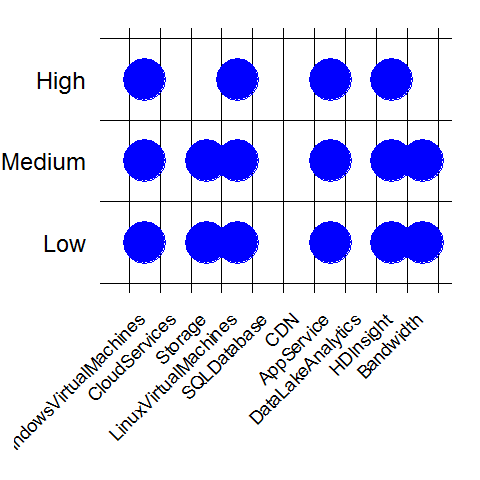 High
Medium
Low
ndowsVirtualMachines
CloudServices
Storage
LinuxVirtualMachines
SQLDatabase
CDN
AppService
DataLakeAnalytics
HDInsight
Bandwidth